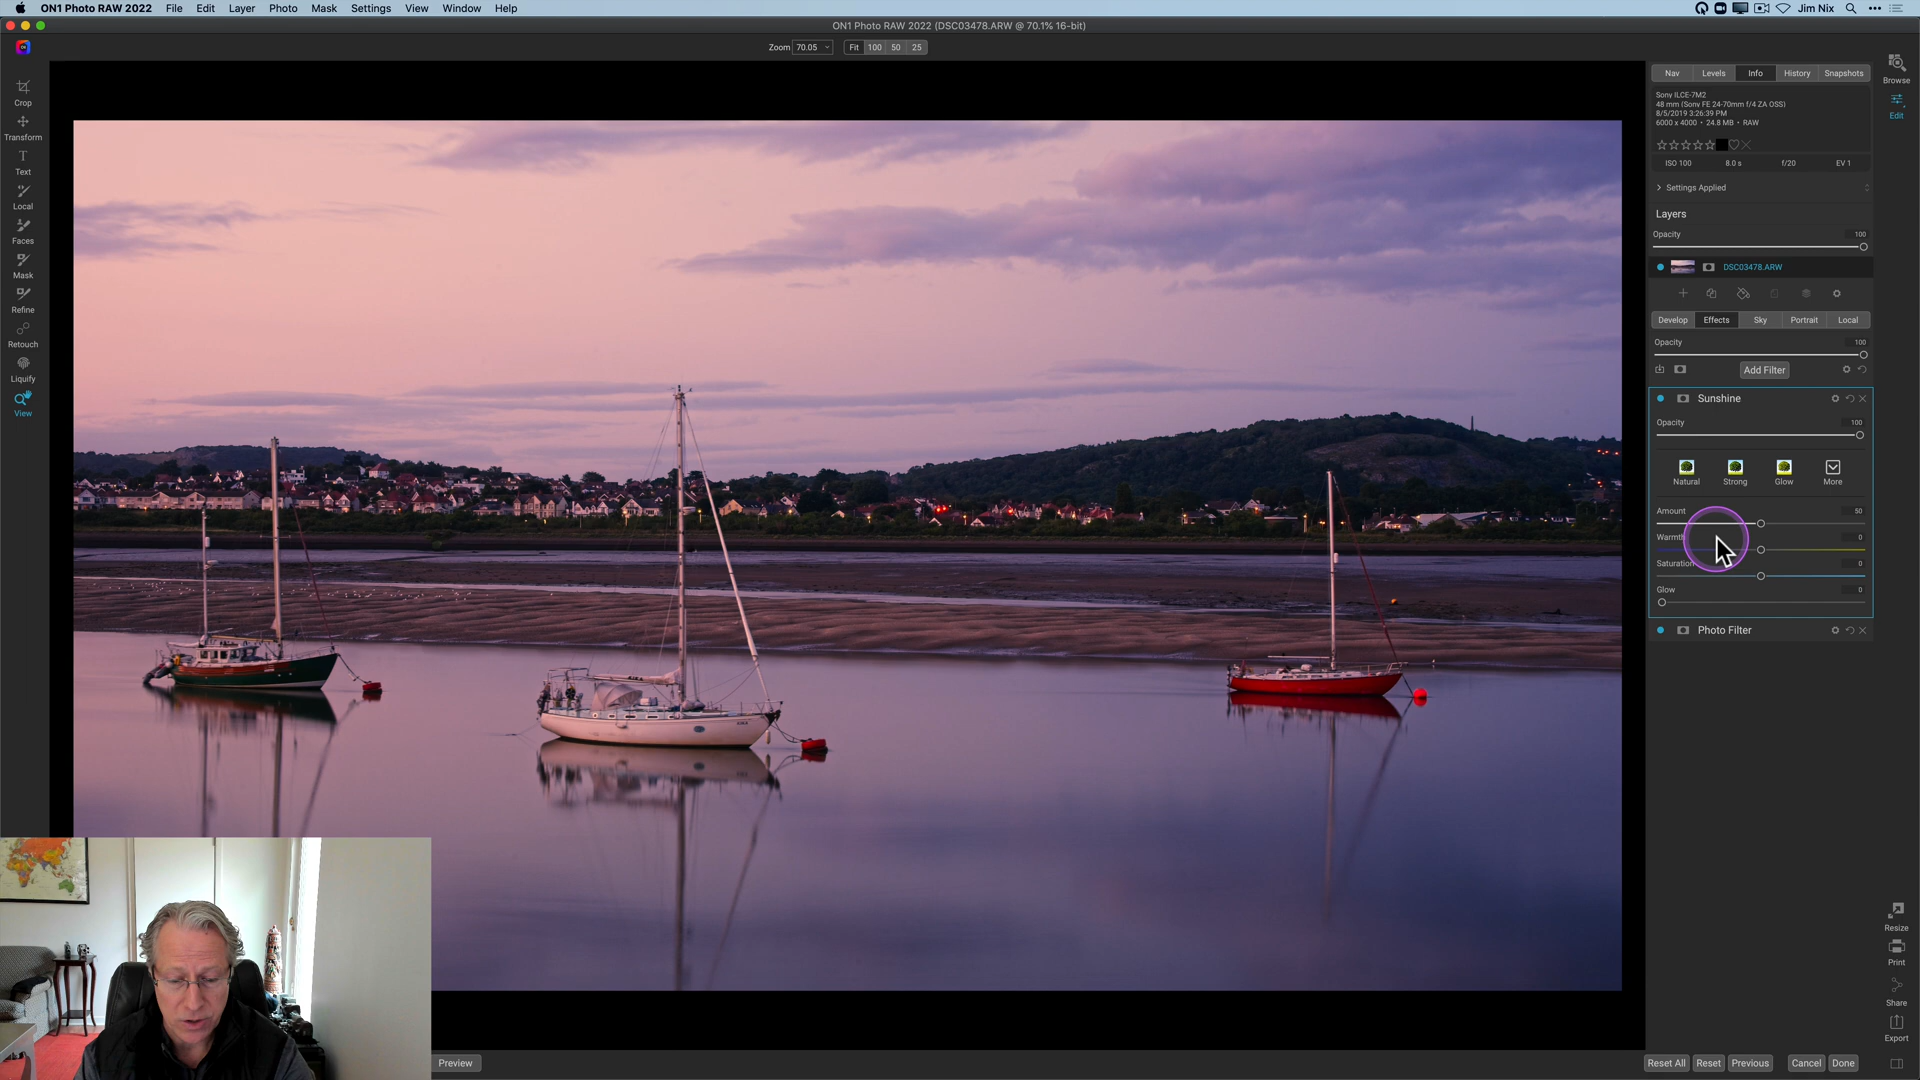 ON1 Photo RAW 2022 File Edit Layer Photo Mask Settings View Window Help Jim Nix
ON1 Photo RAW 2022 (DSC03478.ARW @ 70.1% 16-bit)
Zoom 70.05 Fit 100 50 25
Crop
Transform
Text
Local
Faces
Mask
Refine
Retouch
Liquify
View
Nav Levels Info History Snapshots
Sony ILCE-7M2
48 mm (Sony FE 24-70mm f/4 ZA OSS)
8/5/2019 3:26:39 PM
6000 x 4000 • 24.8 MB • RAW
ISO 100 8.0 s f/20 EV 1
Settings Applied
Layers
Opacity 100
DSC03478.ARW
Develop Effects Sky Portrait Local
Opacity 100
Add Filter
Sunshine
Opacity 100
Natural Strong Glow More
Amount 50
Warmth 0
Saturation 0
Glow 0
Photo Filter
Browse
Edit
Resize
Print
Share
Export
Preview
Reset All Reset Previous Cancel Done